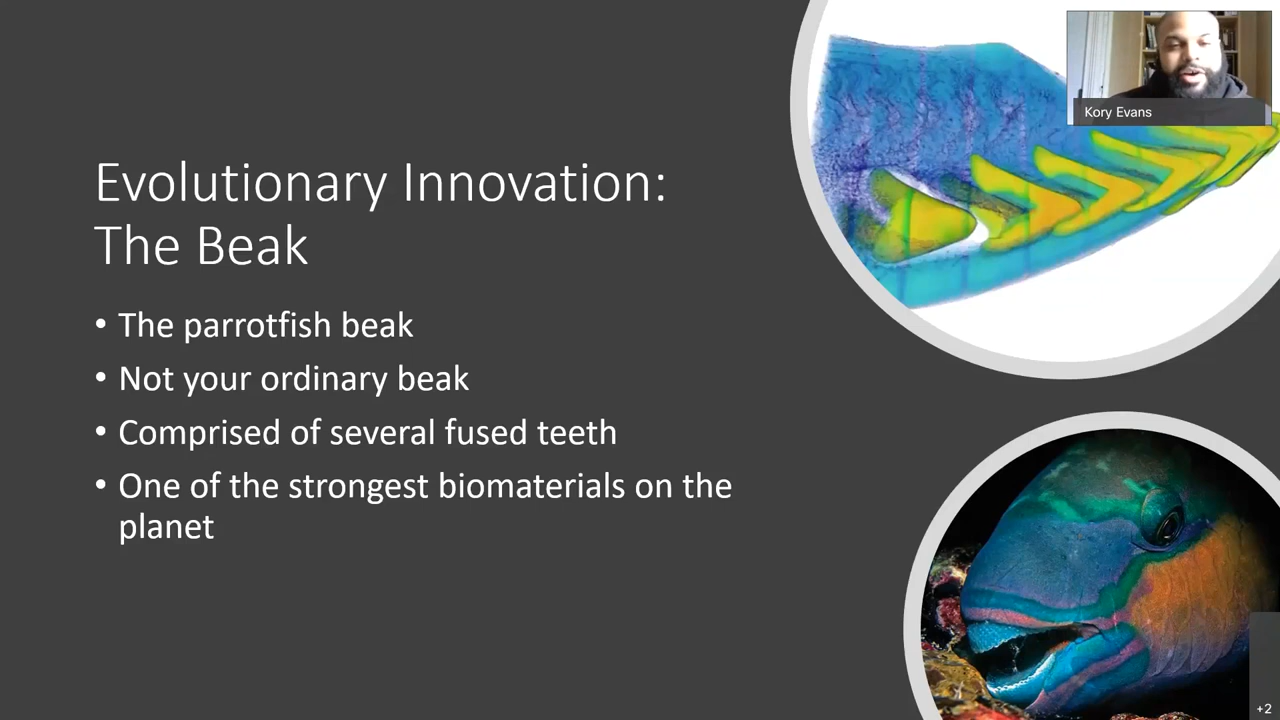 Evolutionary Innovation:
The Beak
• The parrotfish beak
• Not your ordinary beak
• Comprised of several fused teeth
• One of the strongest biomaterials on the
planet
Kory Evans
+2